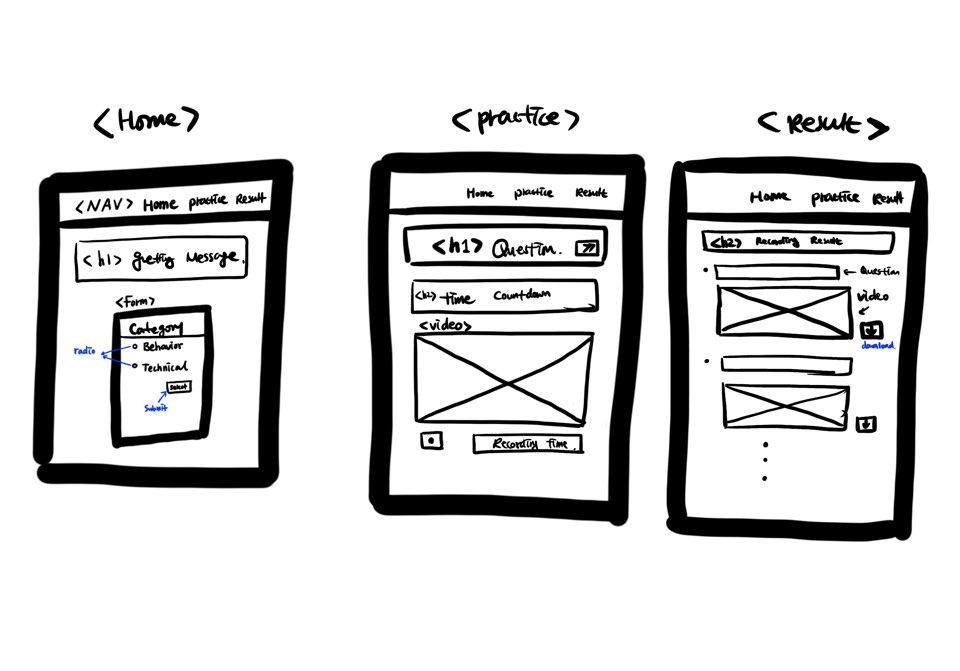 <Home>
<NAV> Home practice Result
<h1> greeting Message.
<Form>
Category
Behavior
Technical
radio
Select
Submit
<practice>
Home practice Result
<h1> Question.
<h2> time Countdown
<video>
Recording time.
<Result>
Home practice Result
<h2> Recording Result
Question
video
download